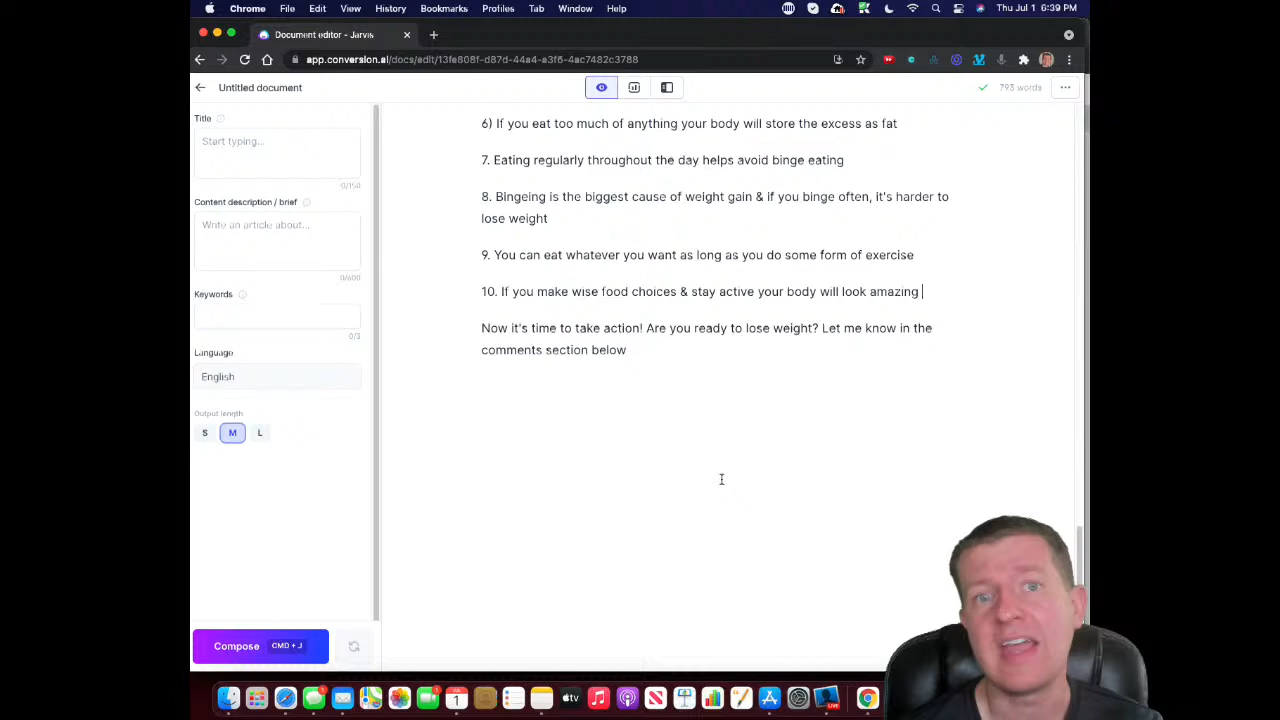 Chrome File Edit View History Bookmarks Profiles Tab Window Help
Thu Jul 1 6:39 PM
Document editor - Jarvis
app.conversion.ai/docs/edit/13fe808f-d87d-44a4-a3f6-4ac7482c3788
Untitled document
793 words
Title
Start typing...
0/150
Content description / brief
Write an article about...
0/600
Keywords
0/3
Language
English
Output length
S M L
Compose CMD + J
6) If you eat too much of anything your body will store the excess as fat
7. Eating regularly throughout the day helps avoid binge eating
8. Bingeing is the biggest cause of weight gain & if you binge often, it's harder to
lose weight
9. You can eat whatever you want as long as you do some form of exercise
10. If you make wise food choices & stay active your body will look amazing
Now it's time to take action! Are you ready to lose weight? Let me know in the
comments section below
tv